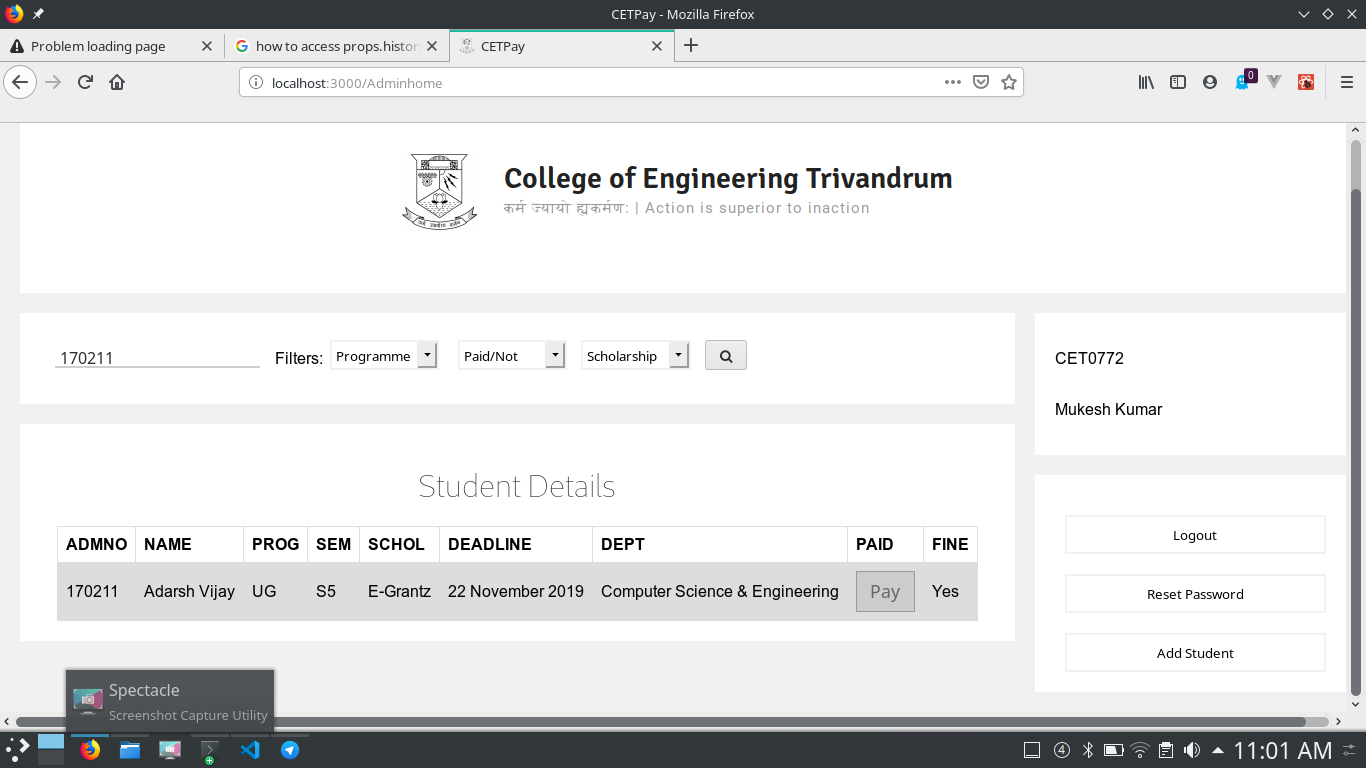 CETPay - Mozilla Firefox
Problem loading page
how to access props.histor
CETPay
localhost:3000/Adminhome
0
College of Engineering Trivandrum
कर्म ज्यायो ह्यकर्मण: | Action is superior to inaction
170211 Filters: Programme Paid/Not Scholarship
CET0772
Mukesh Kumar
Student Details
ADMNO NAME PROG SEM SCHOL DEADLINE DEPT PAID FINE
170211 Adarsh Vijay UG S5 E-Grantz 22 November 2019 Computer Science & Engineering Pay Yes
Logout
Reset Password
Add Student
Spectacle
Screenshot Capture Utility
4 11:01 AM